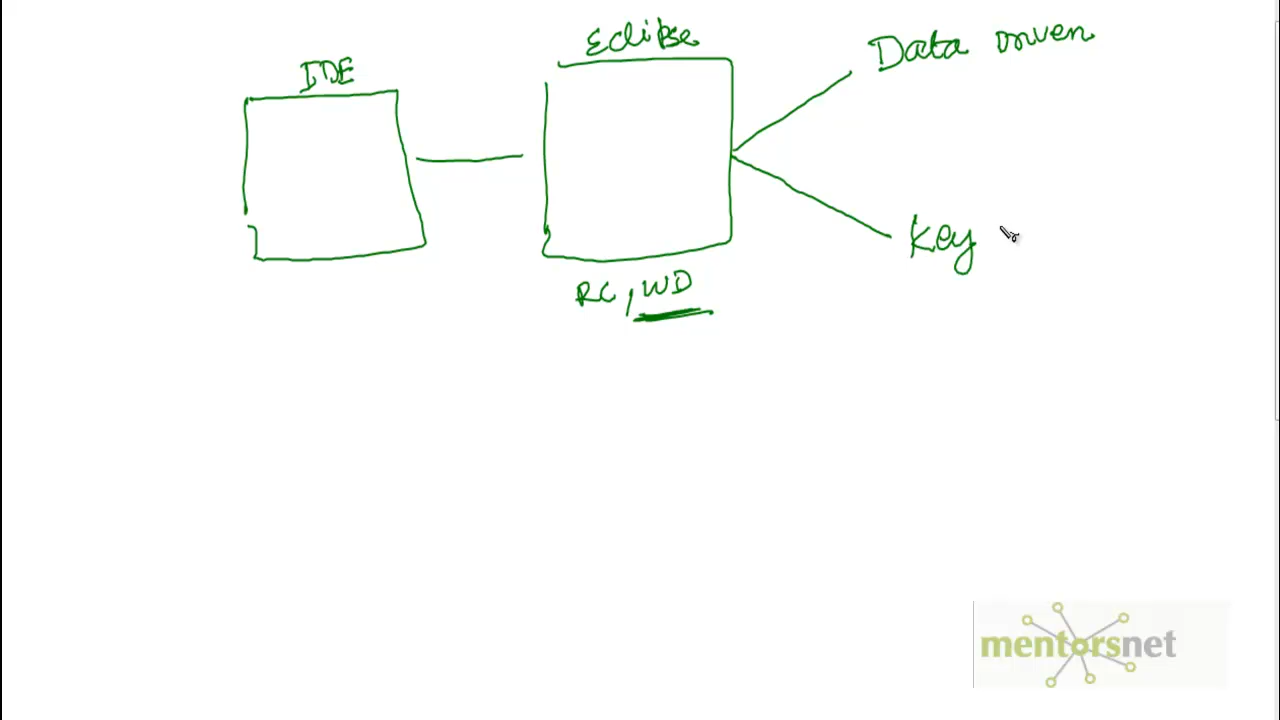 IDE
Eclipse
Data Driven
Key
RC, WD
mentorsnet